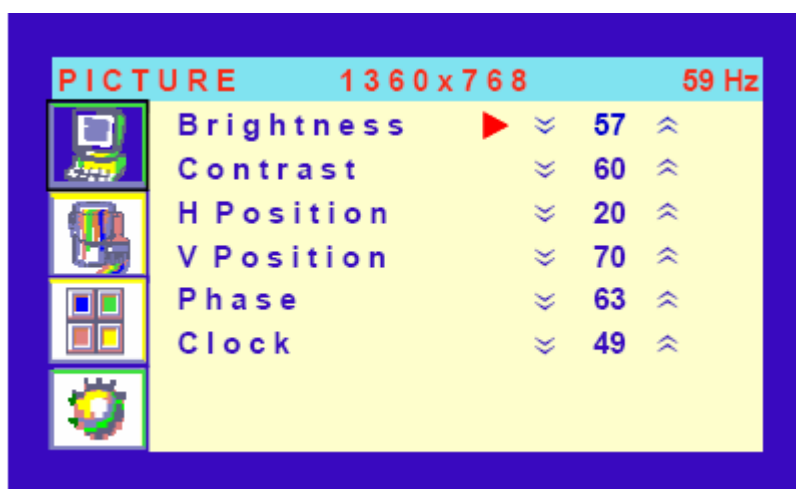 PICTURE 1360x768 59 Hz
Brightness 57
Contrast 60
H Position 20
V Position 70
Phase 63
Clock 49